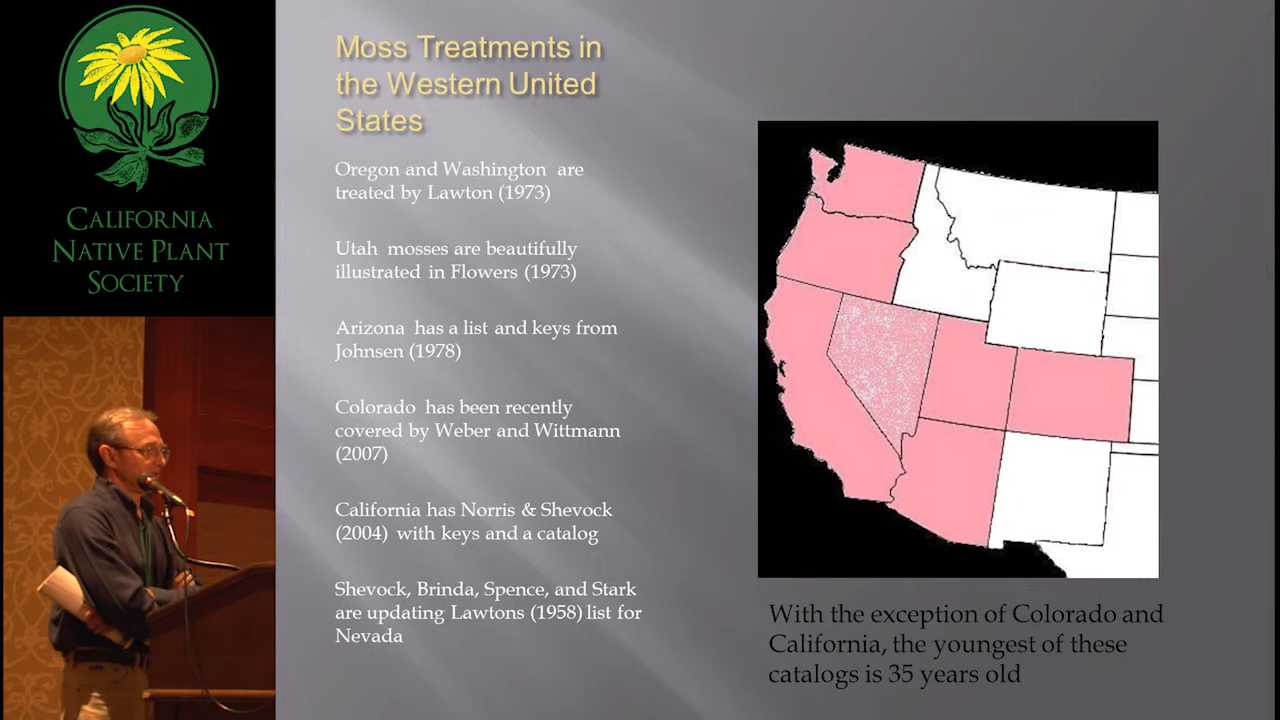 CALIFORNIA
NATIVE PLANT
SOCIETY
Moss Treatments in
the Western United
States
Oregon and Washington are
treated by Lawton (1973)
Utah mosses are beautifully
illustrated in Flowers (1973)
Arizona has a list and keys from
Johnsen (1978)
Colorado has been recently
covered by Weber and Wittmann
(2007)
California has Norris & Shevock
(2004) with keys and a catalog
Shevock, Brinda, Spence, and Stark
are updating Lawtons (1958) list for
Nevada
With the exception of Colorado and
California, the youngest of these
catalogs is 35 years old